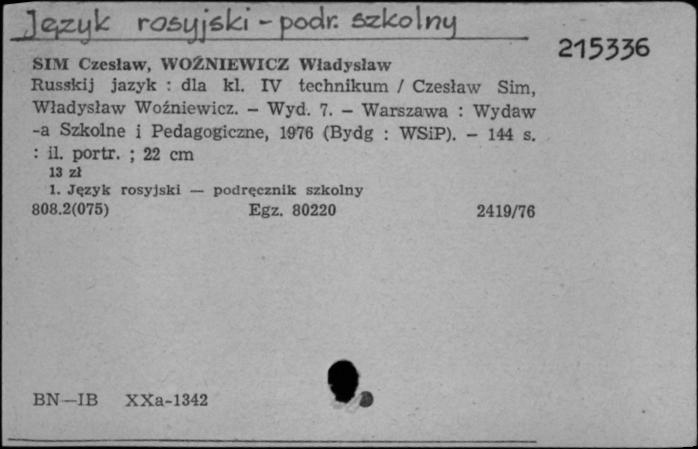 Język rosyjski - podr. szkolny
215336
SIM Czesław, WOŹNIEWICZ Władysław
Russkij jazyk : dla kl. IV technikum / Czesław Sim,
Władysław Woźniewicz. — Wyd. 7. — Warszawa : Wydaw
-a Szkolne i Pedagogiczne, 1976 (Bydg : WSiP). — 144 s.
: il. portr. ; 22 cm
13 zł
1. Język rosyjski — podręcznik szkolny
808.2(075) Egz. 80220 2419/76
BN—IB XXa-1342